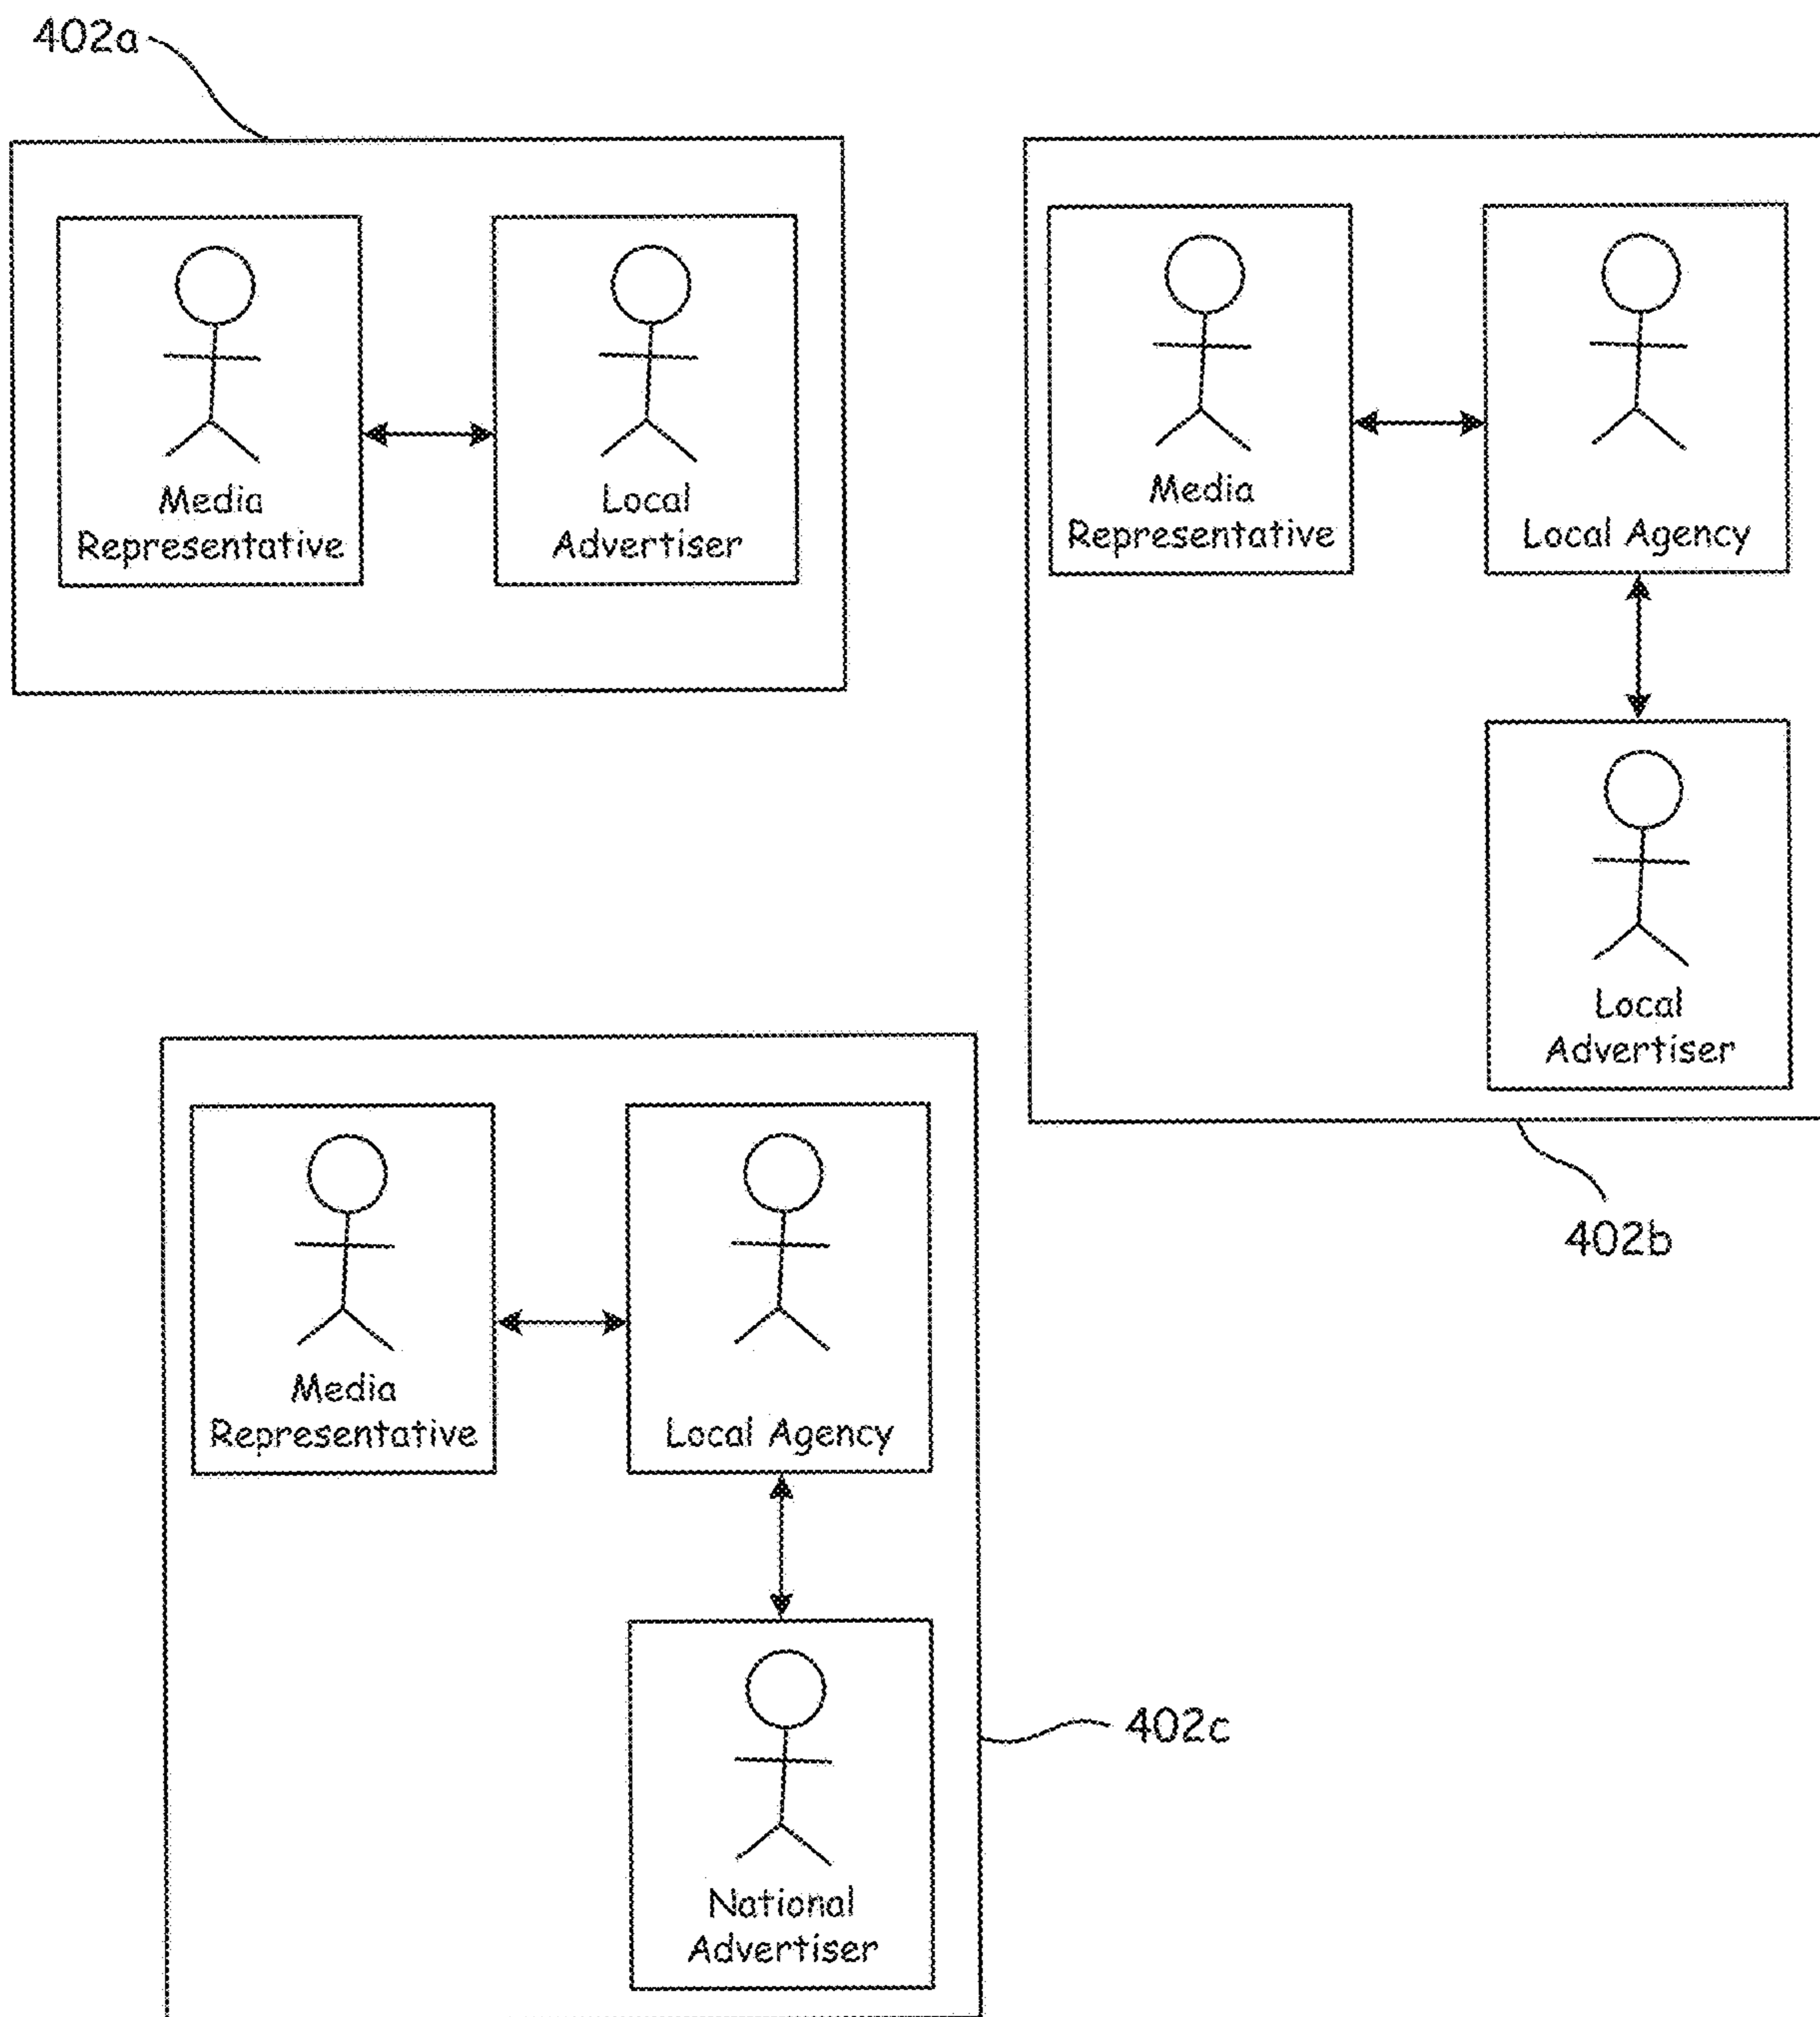 402a
Media
Representative
Local
Advertiser
Media
Representative
Local Agency
Local
Advertiser
402b
Media
Representative
Local Agency
National
Advertiser
402c